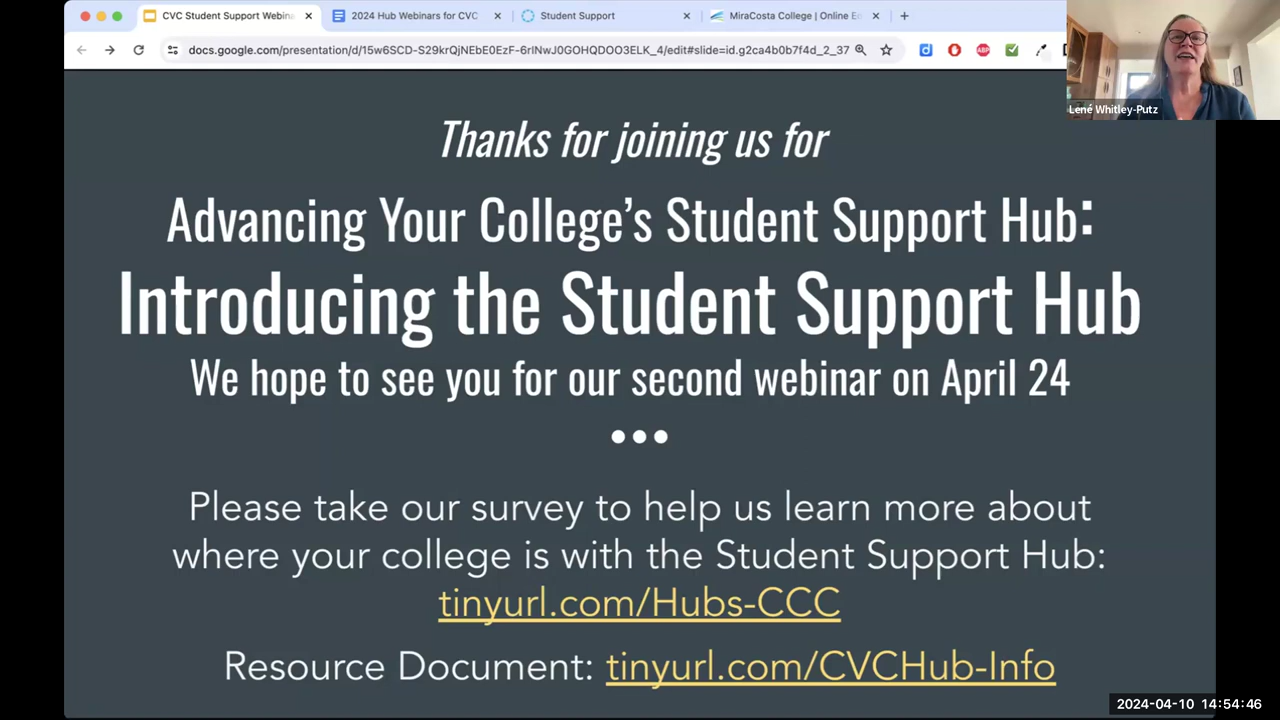 CVC Student Support Webina
2024 Hub Webinars for CVC
Student Support
MiraCosta College | Online Ed
docs.google.com/presentation/d/15w6SCD-S29krQjNEbE0EzF-6rlNwJ0GOHQDOO3ELK_4/edit#slide=id.g2ca4b0b7f4d_2_37
ABP
Lené Whitley-Putz
Thanks for joining us for
Advancing Your College’s Student Support Hub:
Introducing the Student Support Hub
We hope to see you for our second webinar on April 24
Please take our survey to help us learn more about
where your college is with the Student Support Hub:
tinyurl.com/Hubs-CCC
Resource Document: tinyurl.com/CVCHub-Info
2024-04-10 14:54:46